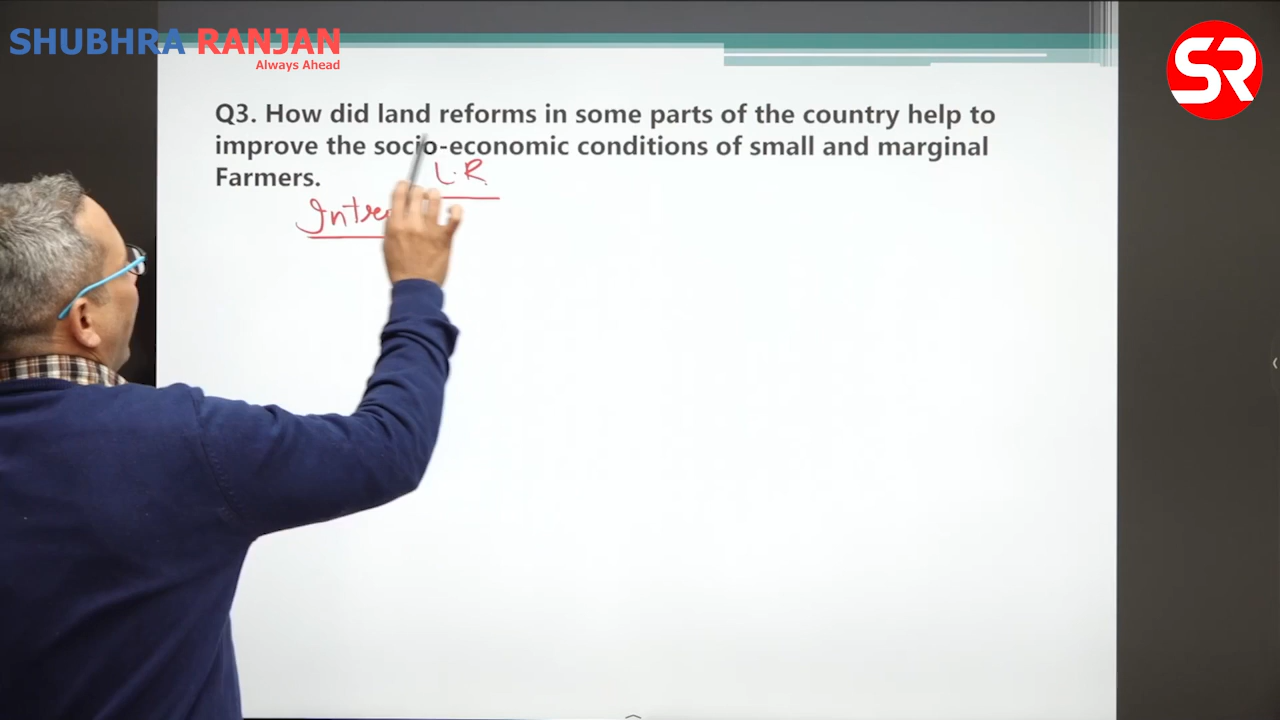 SHUBHRA RANJAN
Always Ahead
SR
Q3. How did land reforms in some parts of the country help to
improve the socio-economic conditions of small and marginal
Farmers.
L.R.